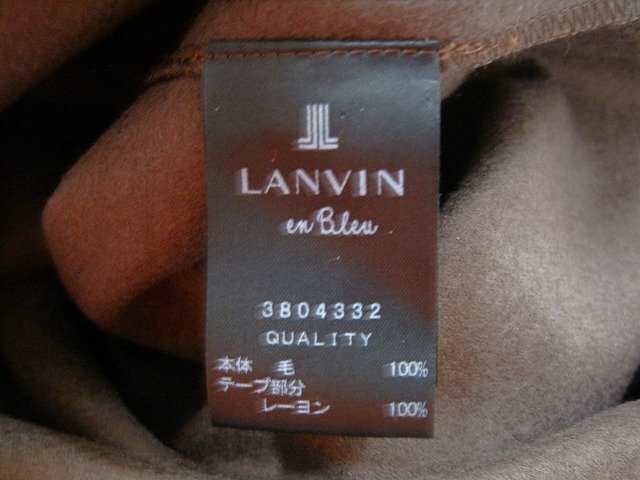 LANVIN
en Bleu
3804332
QUALITY
本体 毛 100%
テープ部分
レーヨン 100%